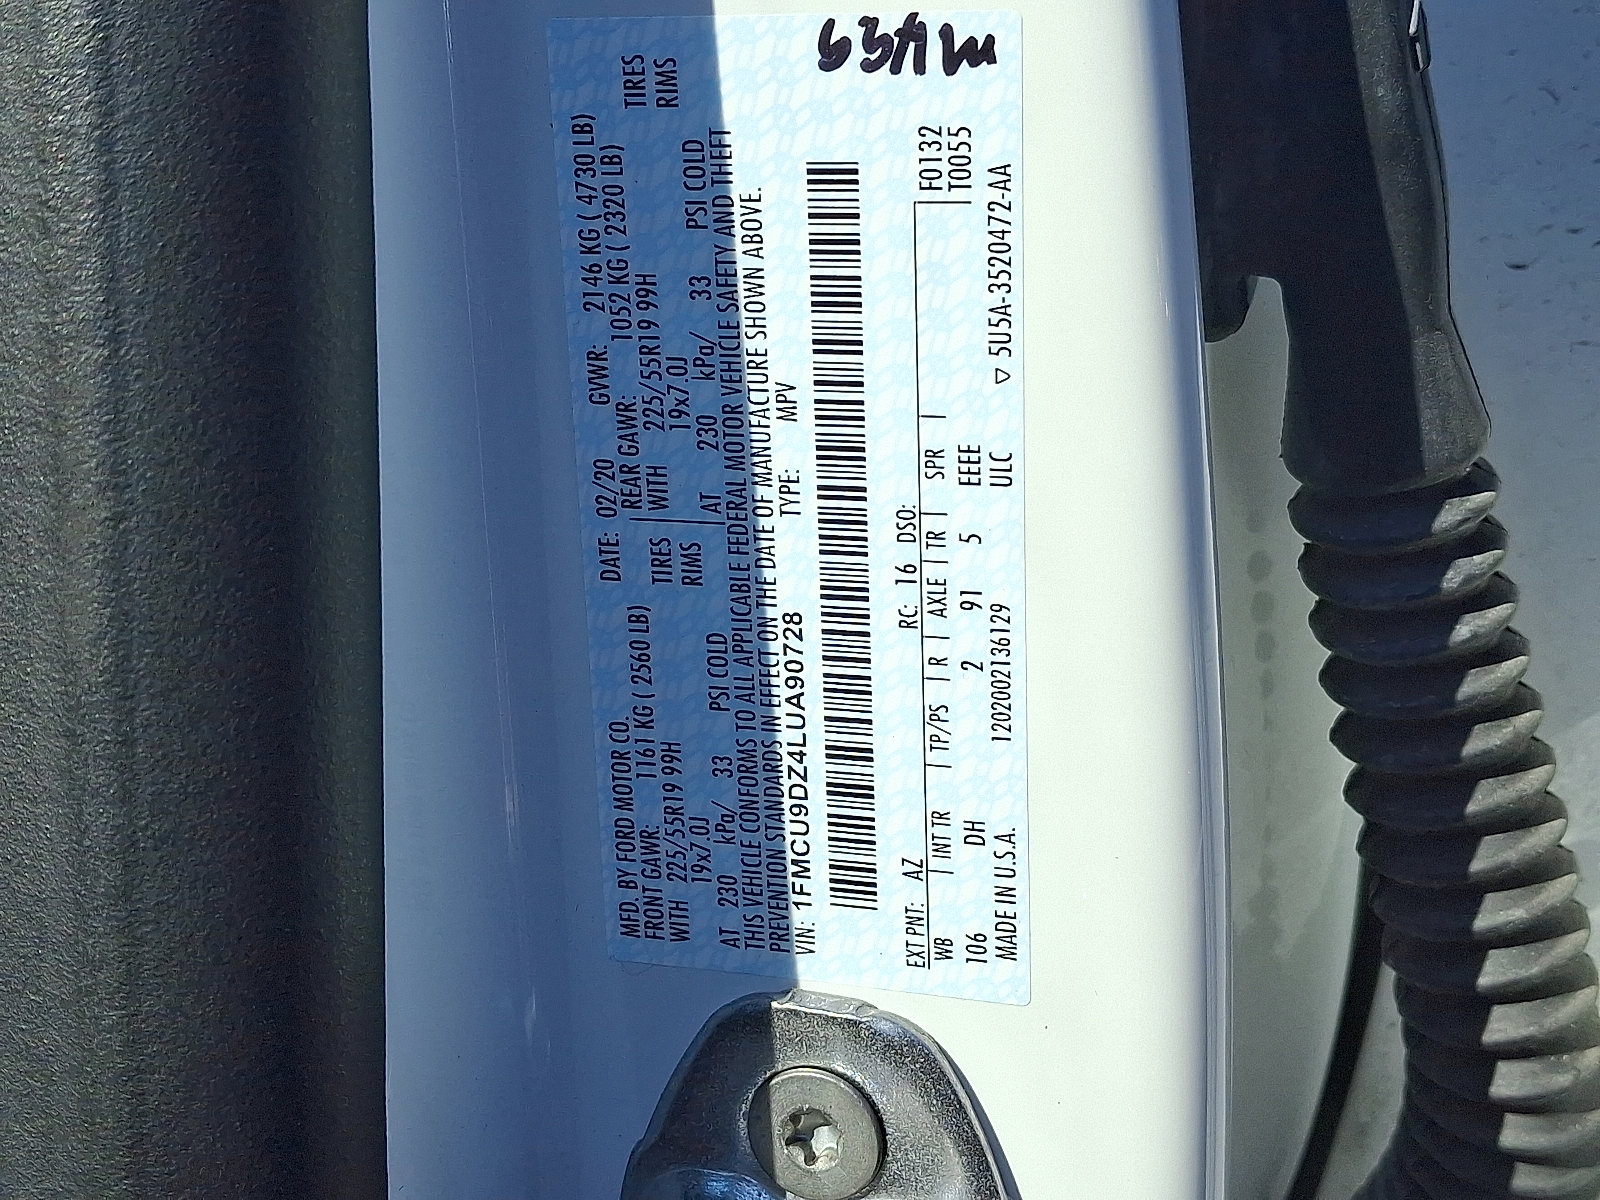 MFD. BY FORD MOTOR CO.
DATE: 02/20 GVWR: 2146 KG ( 4730 LB)
FRONT GAWR: 1161 KG ( 2560 LB)
REAR GAWR: 1052 KG ( 2320 LB)
WITH 225/55R19 99H TIRES
WITH 225/55R19 99H TIRES
19x7.0J RIMS
19x7.0J RIMS
AT 230 kPa/ 33 PSI COLD
AT 230 kPa/ 33 PSI COLD
THIS VEHICLE CONFORMS TO ALL APPLICABLE FEDERAL MOTOR VEHICLE SAFETY AND THEFT
PREVENTION STANDARDS IN EFFECT ON THE DATE OF MANUFACTURE SHOWN ABOVE.
VIN: 1FMCU9DZ4LUA90728 TYPE: MPV
EXT PNT: AZ RC: 16 DSO:
WB | INT TR | TP/PS | R | AXLE | TR | SPR | F0132
106 DH 2 91 5 EEEE T0055
MADE IN U.S.A. 12020021361​29 ULC ▽ 5U5A-3520472-AA